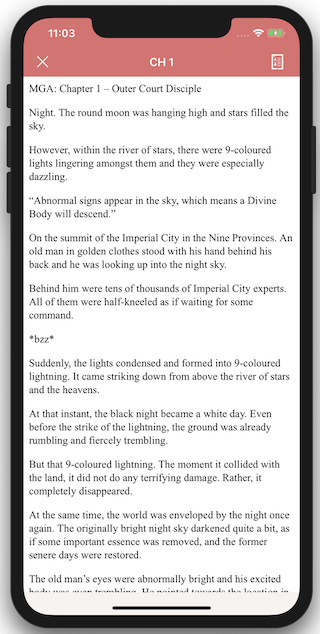 11:03
CH 1
MGA: Chapter 1 – Outer Court Disciple
Night. The round moon was hanging high and stars filled the
sky.
However, within the river of stars, there were 9-coloured
lights lingering amongst them and they were especially
dazzling.
“Abnormal signs appear in the sky, which means a Divine
Body will descend.”
On the summit of the Imperial City in the Nine Provinces. An
old man in golden clothes stood with his hand behind his
back and he was looking up into the night sky.
Behind him were tens of thousands of Imperial City experts.
All of them were half-kneeled as if waiting for some
command.
*bzz*
Suddenly, the lights condensed and formed into 9-coloured
lightning. It came striking down from above the river of stars
and the heavens.
At that instant, the black night became a white day. Even
before the strike of the lightning, the ground was already
rumbling and fiercely trembling.
But that 9-coloured lightning. The moment it collided with
the land, it did not do any terrifying damage. Rather, it
completely disappeared.
At the same time, the world was enveloped by the night once
again. The originally bright night sky darkened quite a bit, as
if some important essence was removed, and the former
senere days were restored.
The old man’s eyes were abnormally bright and his excited
body was even trembling. He pointed towards the location in